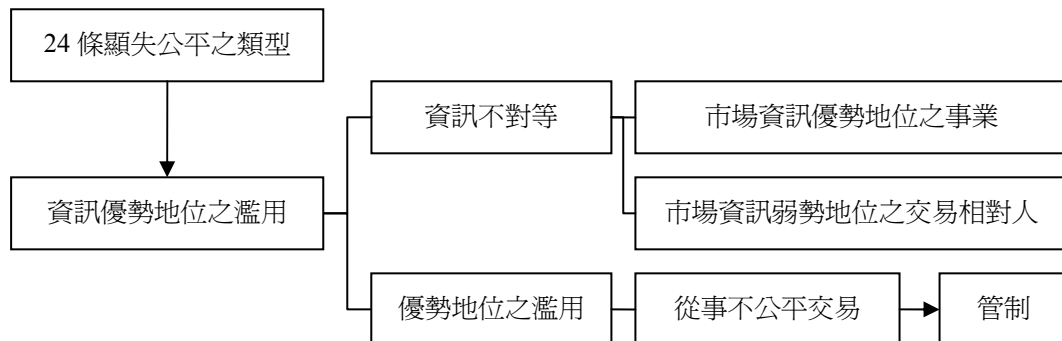 24 條顯失公平之類型
資訊不對等
市場資訊優勢地位之事業
資訊優勢地位之濫用
市場資訊弱勢地位之交易相對人
優勢地位之濫用
從事不公平交易
管制